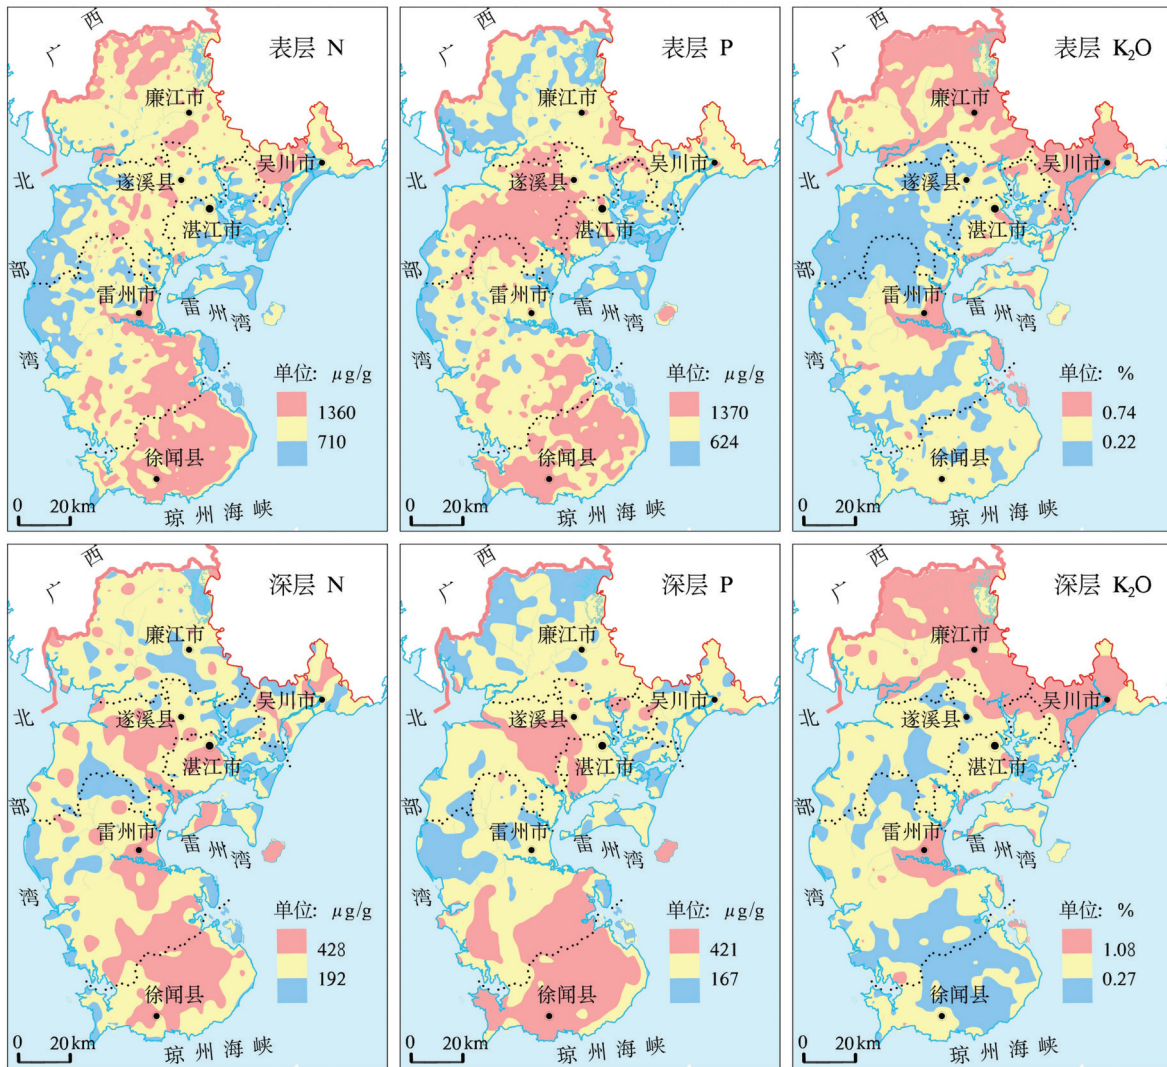 表层 N
广 西
廉江市
吴川市
北
遂溪县
湛江市
部
雷州市
雷州湾
湾
单位: μg/g
1360
710
徐闻县
0 20km
琼州海峡
表层 P
广 西
廉江市
吴川市
北
遂溪县
湛江市
部
雷州市
雷州湾
湾
单位: μg/g
1370
624
徐闻县
0 20km
琼州海峡
表层 K₂O
广 西
廉江市
吴川市
北
遂溪县
湛江市
部
雷州市
雷州湾
湾
单位: %
0.74
0.22
徐闻县
0 20km
琼州海峡
深层 N
广 西
廉江市
吴川市
北
遂溪县
湛江市
部
雷州市
雷州湾
湾
单位: μg/g
428
192
徐闻县
0 20km
琼州海峡
深层 P
广 西
廉江市
吴川市
北
遂溪县
湛江市
部
雷州市
雷州湾
湾
单位: μg/g
421
167
徐闻县
0 20km
琼州海峡
深层 K₂O
广 西
廉江市
吴川市
北
遂溪县
湛江市
部
雷州市
雷州湾
湾
单位: %
1.08
0.27
徐闻县
0 20km
琼州海峡